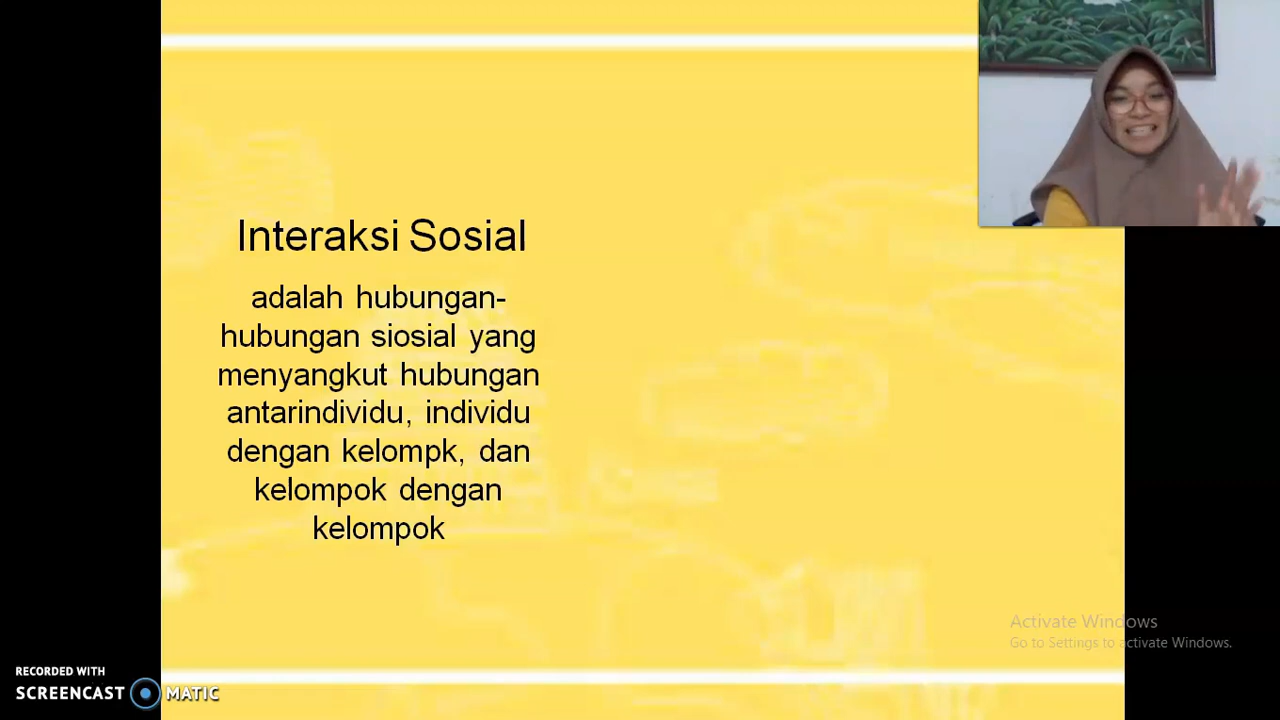 Interaksi Sosial
adalah hubungan-
hubungan siosial yang
menyangkut hubungan
antarindividu, individu
dengan kelompk, dan
kelompok dengan
kelompok
Activate Windows
Go to Settings to activate Windows.
RECORDED WITH
SCREENCAST MATIC